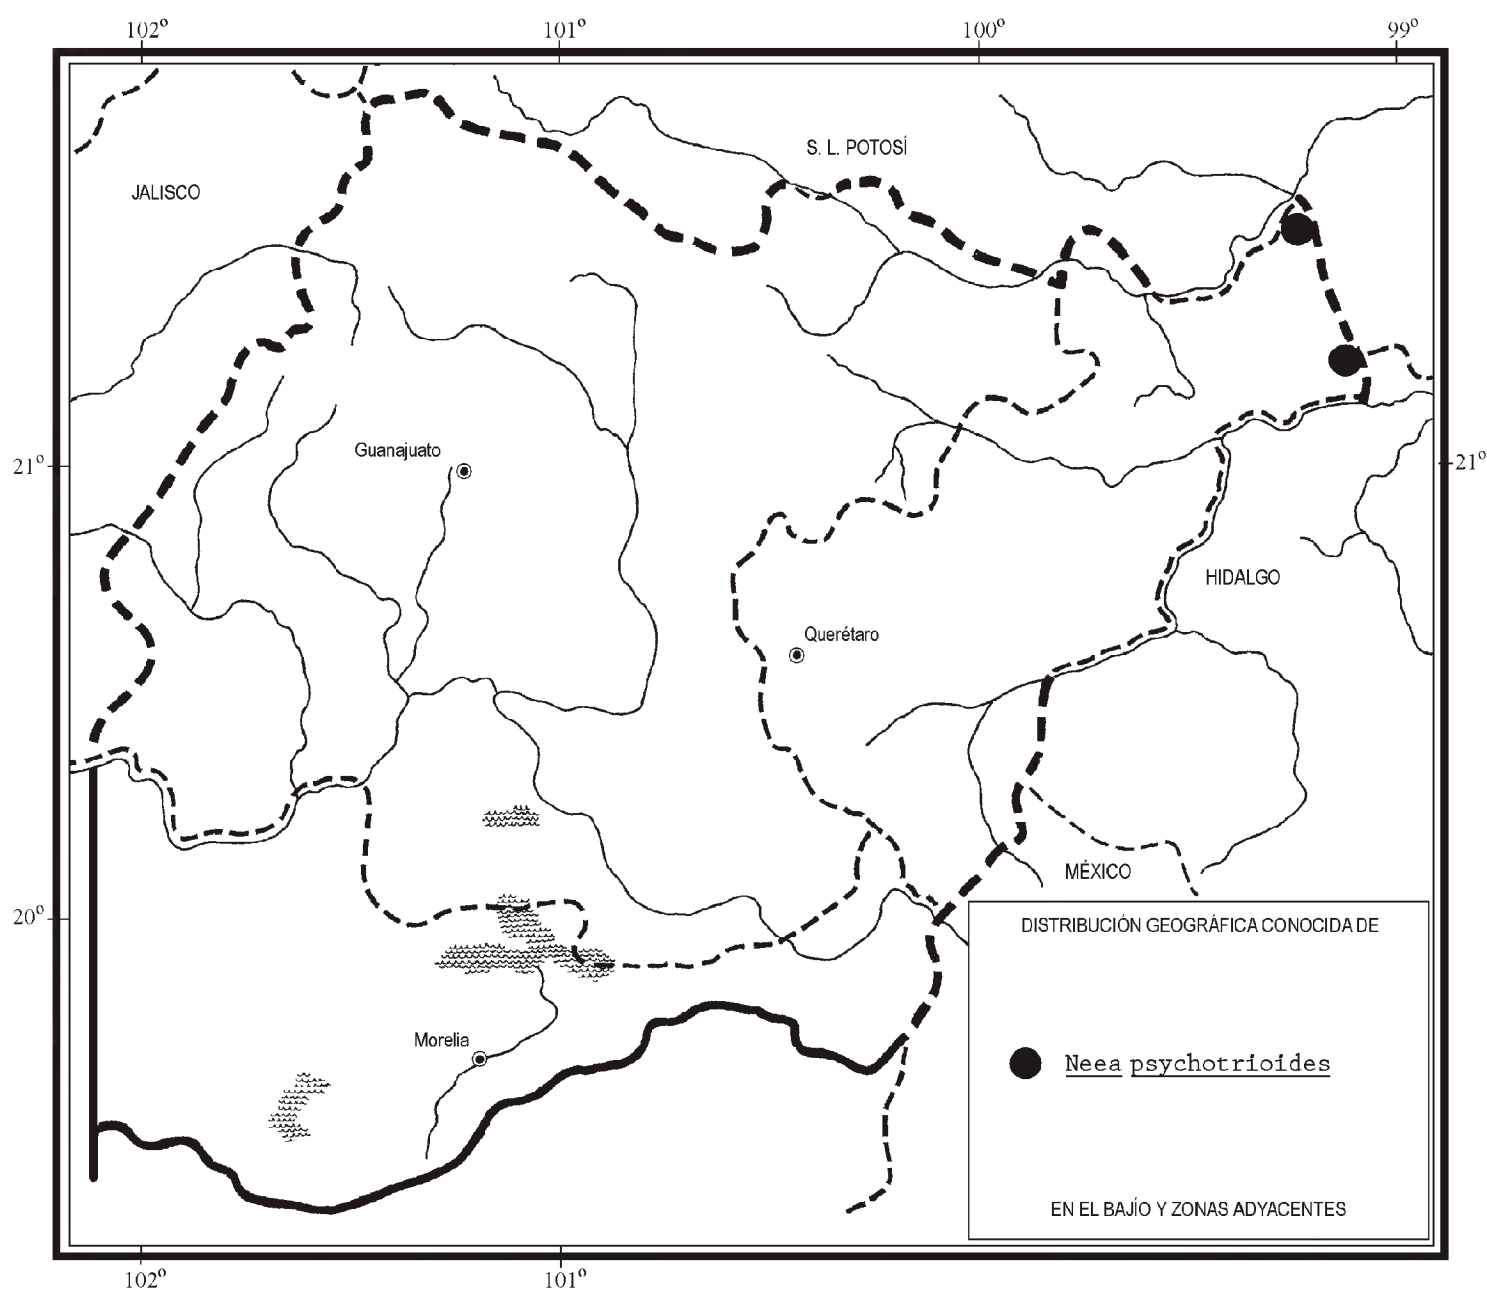 102º 101º 100º 99º
S. L. POTOSÍ
JALISCO
Guanajuato
21º 21º
HIDALGO
Querétaro
MÉXICO
20º
DISTRIBUCIÓN GEOGRÁFICA CONOCIDA DE
Morelia
Neea psychotrioides
EN EL BAJÍO Y ZONAS ADYACENTES
102º 101º